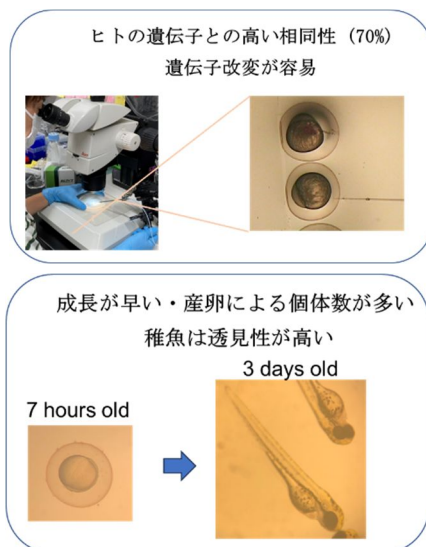 ヒトの遺伝子との高い相同性 (70%)
遺伝子改変が容易
成長が早い・産卵による個体数が多い
稚魚は透見性が高い
3 days old
7 hours old